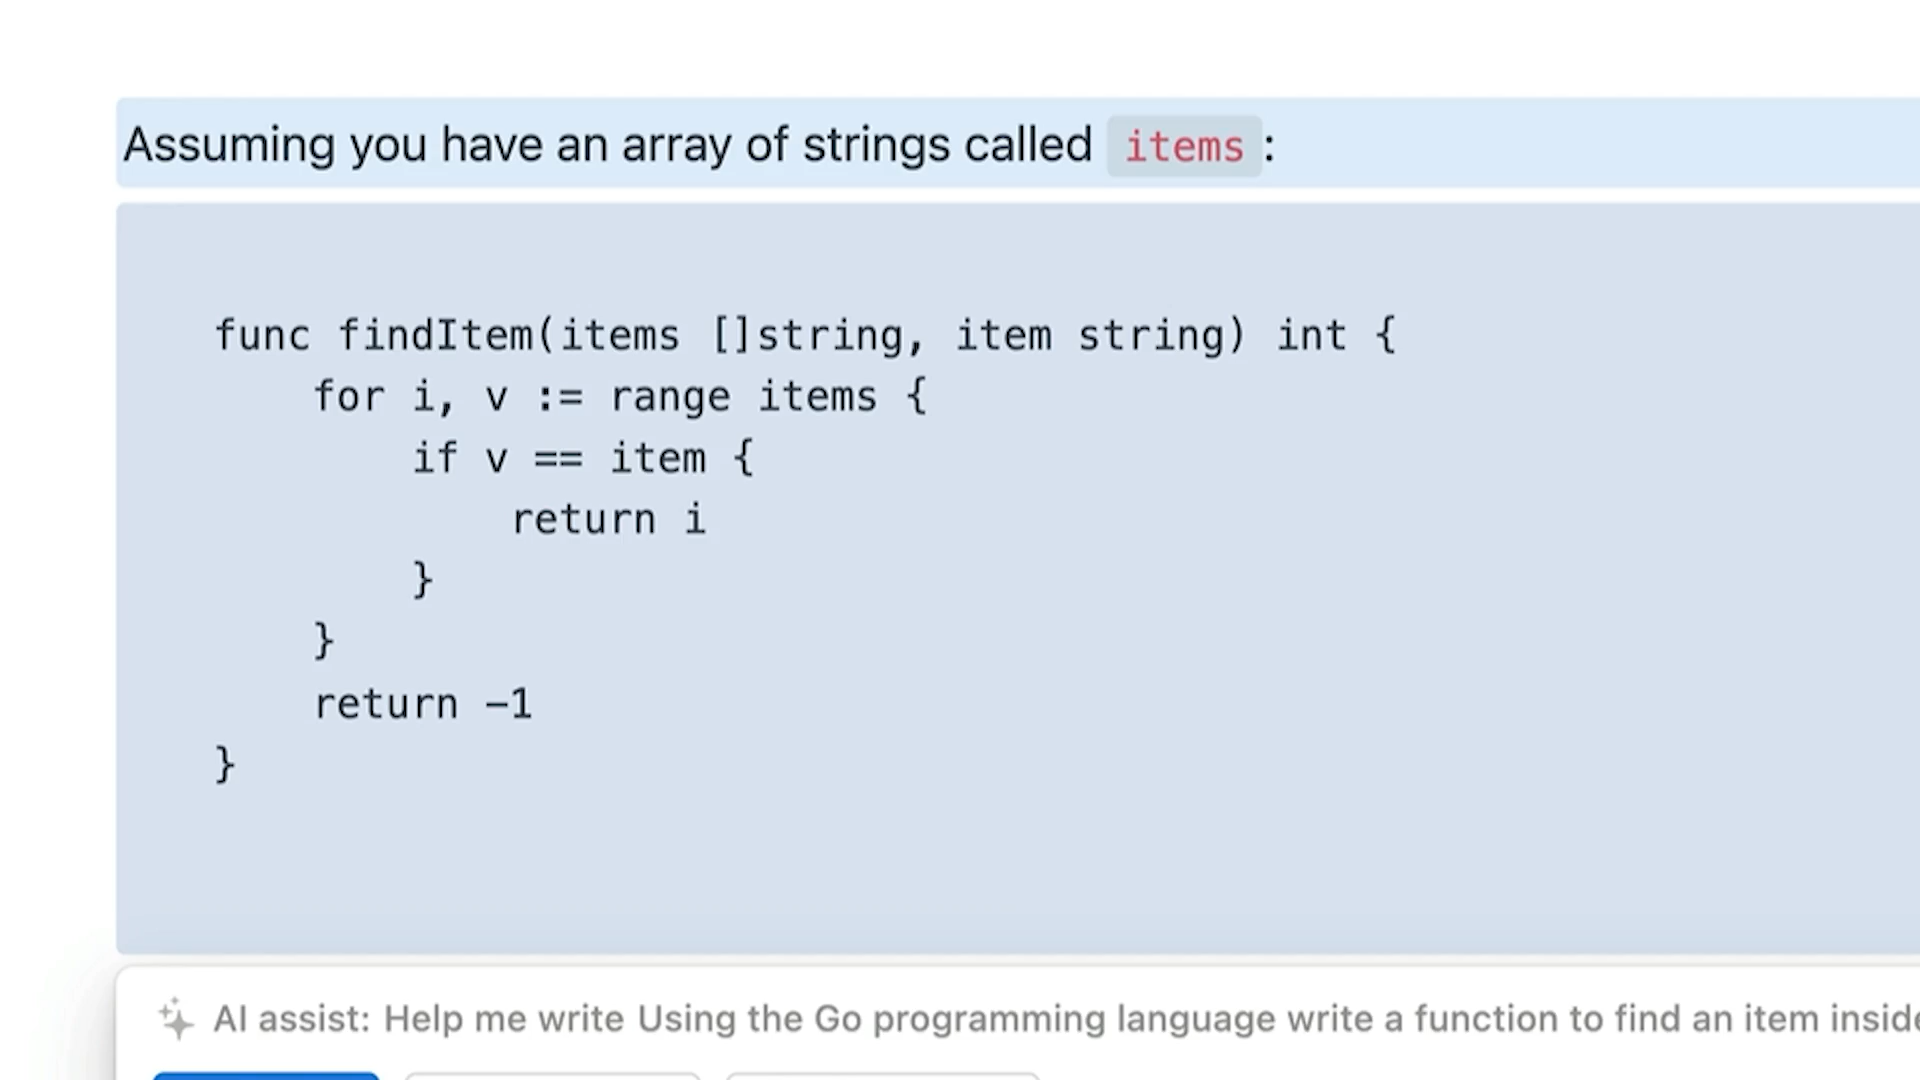 Assuming you have an array of strings called items:
func findItem(items []string, item string) int {
    for i, v := range items {
        if v == item {
            return i
        }
    }
    return -1
}
AI assist: Help me write Using the Go programming language write a function to find an item inside